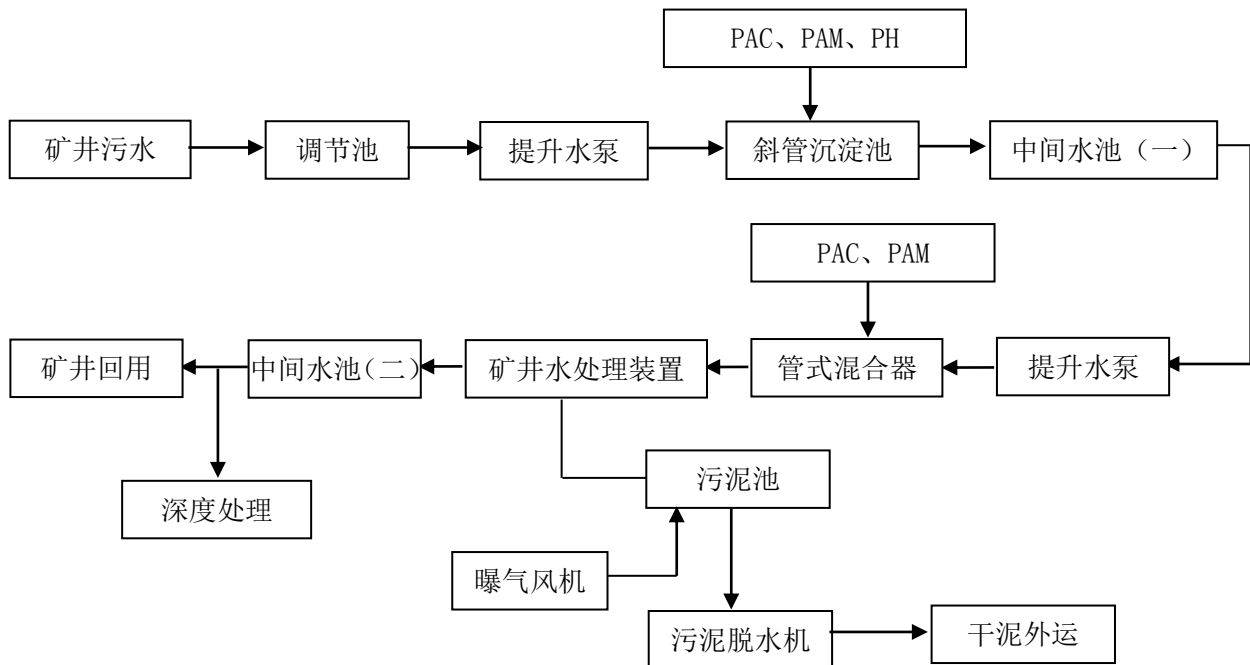 PAC、PAM、PH
矿井污水
调节池
提升水泵
斜管沉淀池
中间水池（一）
PAC、PAM
矿井回用
中间水池(二)
矿井水处理装置
管式混合器
提升水泵
污泥池
深度处理
曝气风机
污泥脱水机
干泥外运